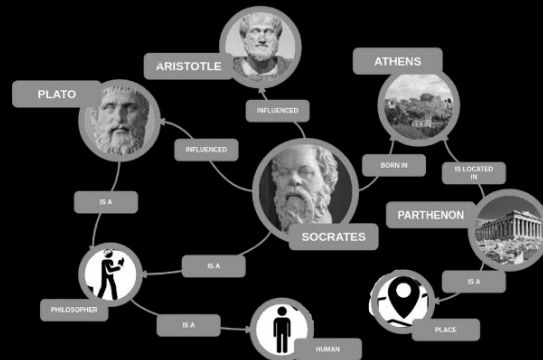 ARISTOTLE
ATHENS
PLATO
INFLUENCED
INFLUENCED
BORN IN
IS LOCATED
IN
IS A
PARTHENON
SOCRATES
IS A
IS A
PHILOSOPHER
IS A
PLACE
HUMAN